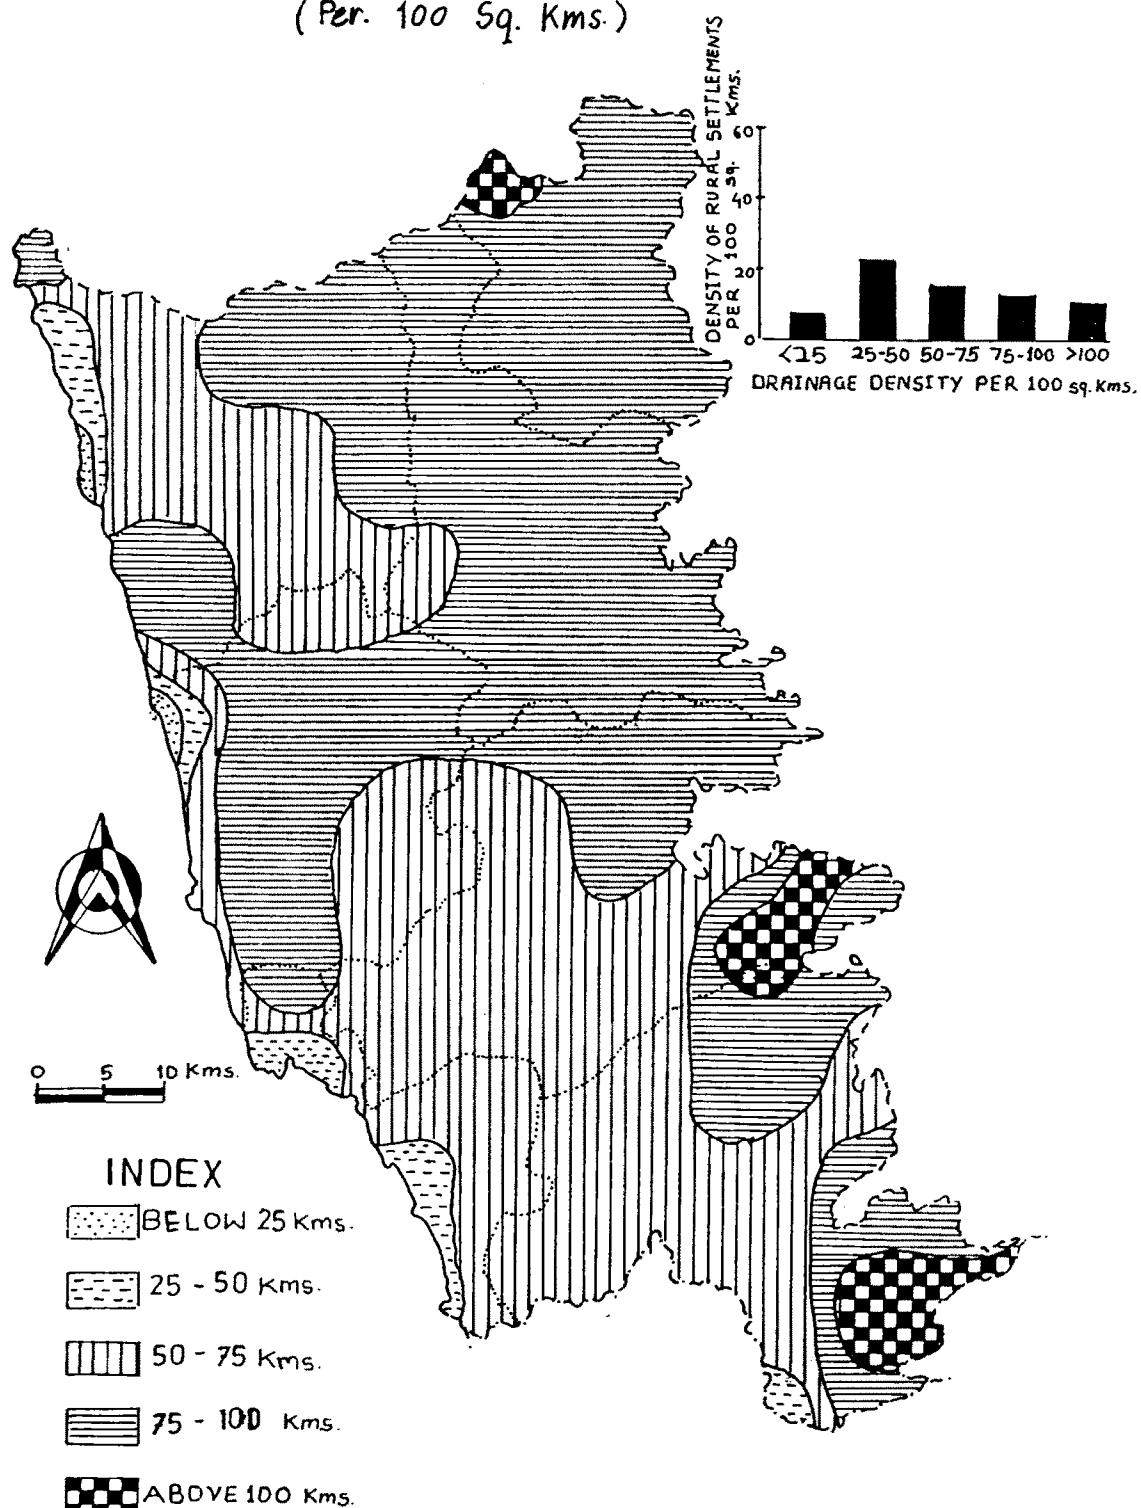 (Per. 100 Sq. Kms.)
DENSITY OF RURAL SETTLEMENTS
PER 100 sq. Kms.
60
40
20
0
<25 25-50 50-75 75-100 >100
DRAINAGE DENSITY PER 100 sq. Kms.
0 5 10 Kms.
INDEX
BELOW 25 Kms.
25 - 50 Kms.
50 - 75 Kms.
75 - 100 Kms.
ABOVE 100 Kms.